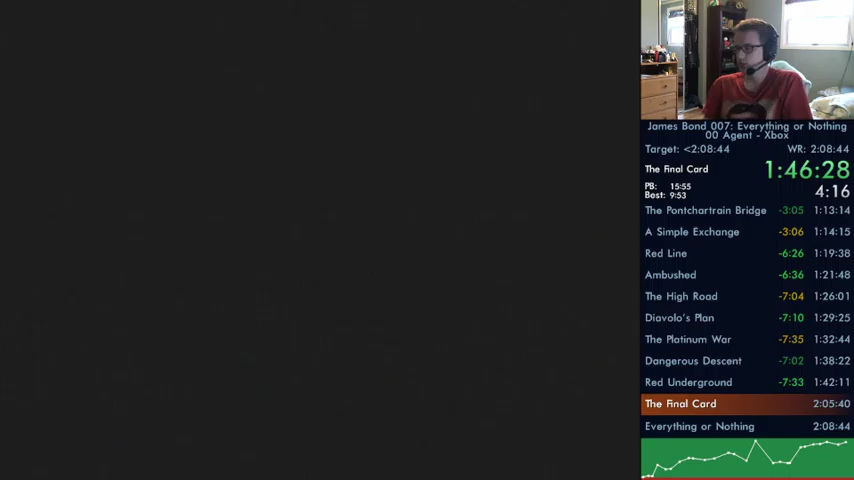 James Bond 007: Everything or Nothing
00 Agent - Xbox
Target: <2:08:44 WR: 2:08:44
The Final Card 1:46:28
PB: 15:55 4:16
Best: 9:53
The Pontchartrain Bridge -3:05 1:13:14
A Simple Exchange -3:06 1:14:15
Red Line -6:26 1:19:38
Ambushed -6:36 1:21:48
The High Road -7:04 1:26:01
Diavolo's Plan -7:10 1:29:25
The Platinum War -7:35 1:32:44
Dangerous Descent -7:02 1:38:22
Red Underground -7:33 1:42:11
The Final Card 2:05:40
Everything or Nothing 2:08:44